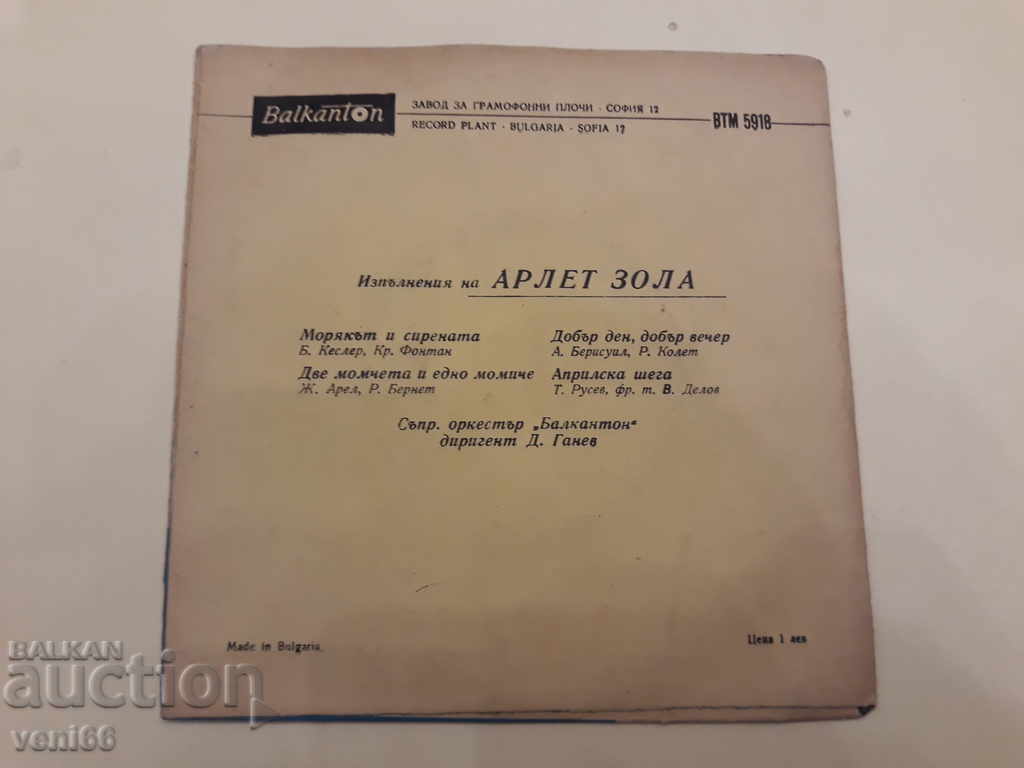 Balkanton
ЗАВОД ЗА ГРАМОФОННИ ПЛОЧИ · СОФИЯ 12
RECORD PLANT · BULGARIA · SOFIA 12
ВТМ 5918
Изпълнения на АРЛЕТ ЗОЛА
Морякът и сирената
Б. Кеслер, Кр. Фонтан
Две момчета и едно момиче
Ж. Арел, Р. Бернет
Добър ден, добър вечер
А. Берисуил, Р. Колет
Априлска шега
Т. Русев, фр. т. В. Делов
Съпр. оркестър „Балкантон“
диригент Д. Ганев
Made in Bulgaria.
Цена 1 лев
BALKAN
auction
veni66